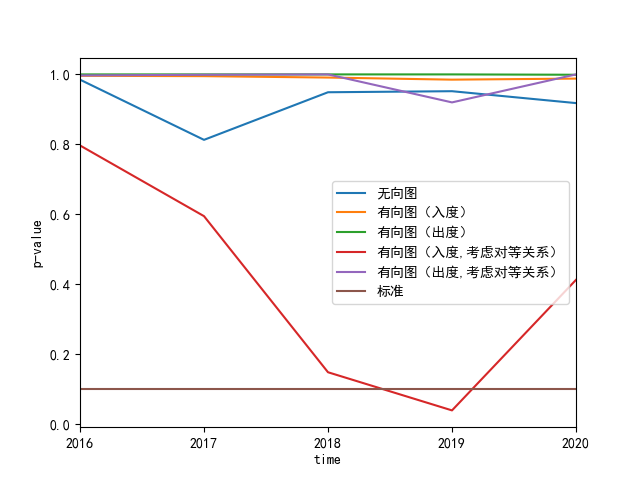 1.0
0.8
0.6
0.4
0.2
0.0
p-value
无向图
有向图（入度）
有向图（出度）
有向图（入度,考虑对等关系）
有向图（出度,考虑对等关系）
标准
2016 2017 2018 2019 2020
time